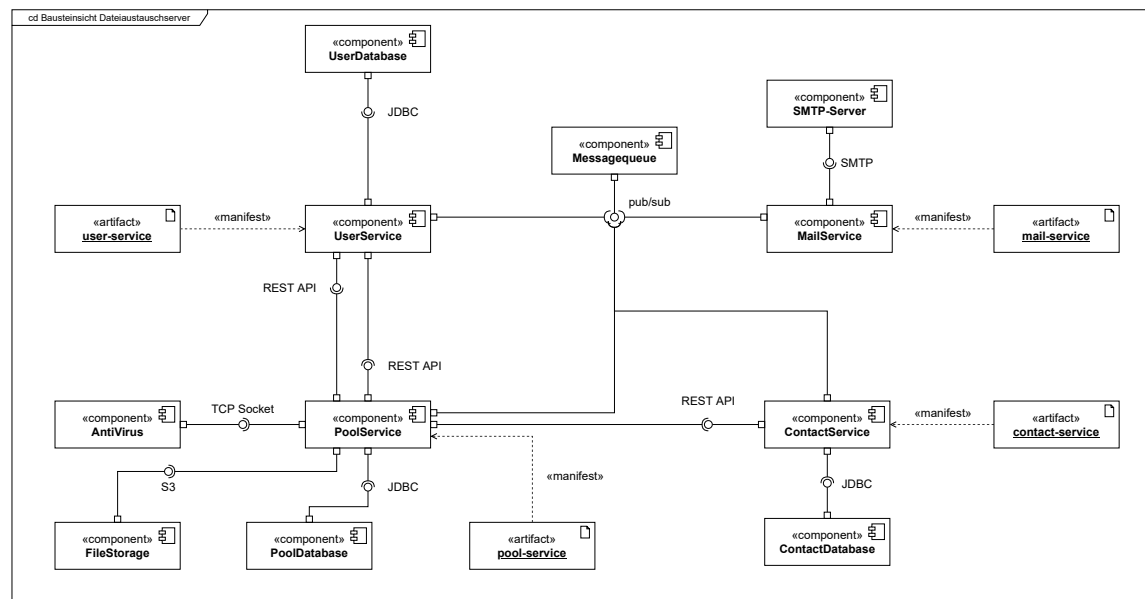 cd Bausteinsicht Dateiaustauschserver
«component»
UserDatabase
JDBC
«component»
SMTP-Server
SMTP
«component»
Messagequeue
pub/sub
«artifact»
user-service
«manifest»
«component»
UserService
«component»
MailService
«manifest»
«artifact»
mail-service
REST API
REST API
«component»
AntiVirus
TCP Socket
«component»
PoolService
REST API
«component»
ContactService
«manifest»
«artifact»
contact-service
S3
JDBC
«manifest»
JDBC
«component»
FileStorage
«component»
PoolDatabase
«artifact»
pool-service
«component»
ContactDatabase